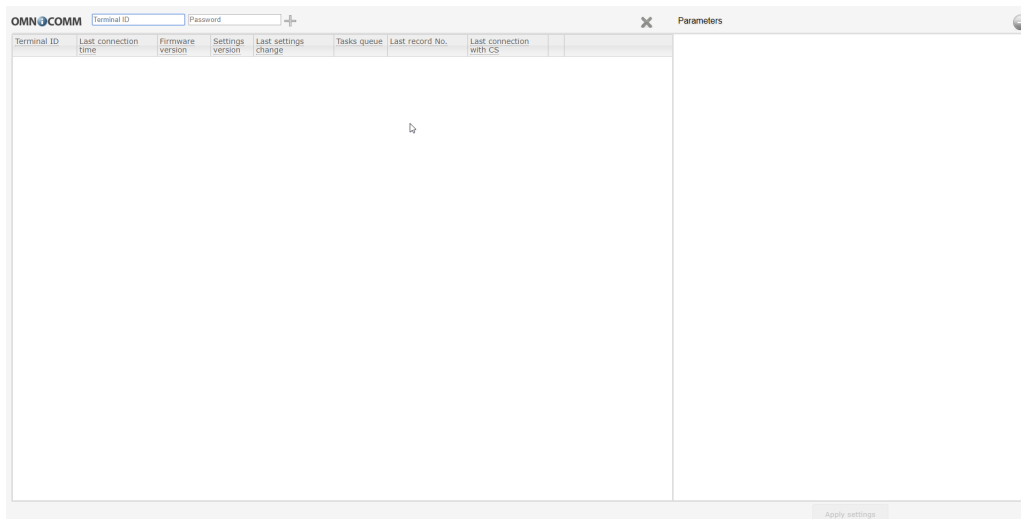 OMNOCOMM Terminal ID Password Parameters
Terminal ID Last connection time Firmware version Settings version Last settings change Tasks queue Last record No. Last connection with CS
Apply settings